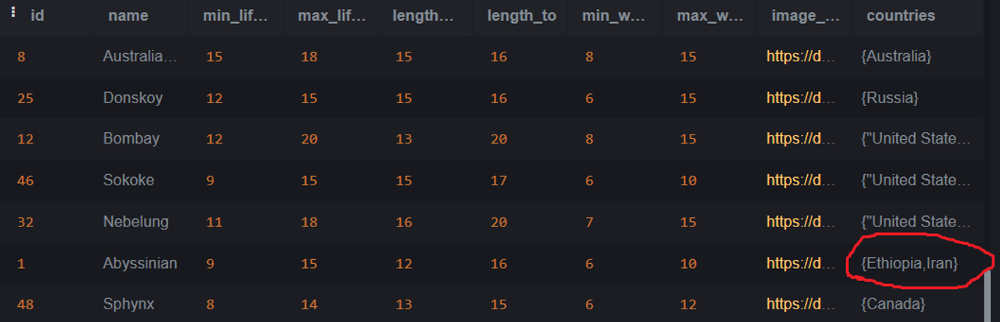 id name min_lif... max_lif... length... length_to min_w... max_w... image_... countries
8 Australia... 15 18 15 16 8 15 https://d... {Australia}
25 Donskoy 12 15 15 16 6 15 https://d... {Russia}
12 Bombay 12 20 13 20 8 15 https://d... {"United State...
46 Sokoke 9 15 15 17 6 10 https://d... {"United State...
32 Nebelung 11 18 16 20 7 15 https://d... {"United State...
1 Abyssinian 9 15 12 16 6 10 https://d... {Ethiopia,Iran}
48 Sphynx 8 14 13 15 6 12 https://d... {Canada}